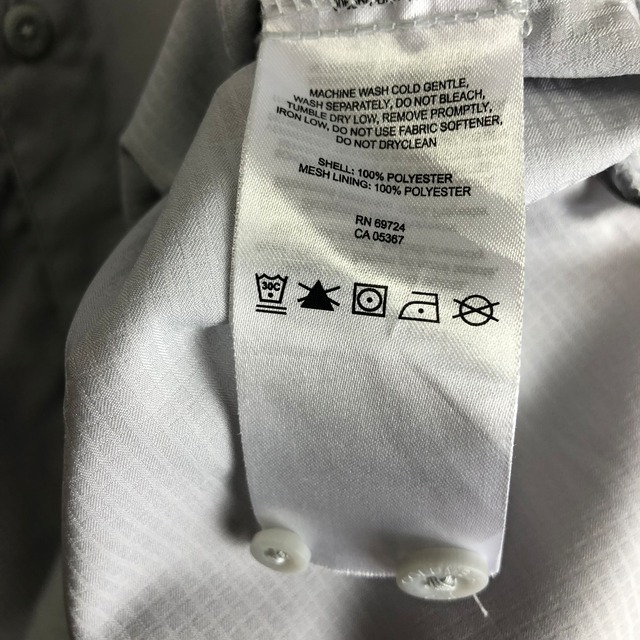 MACHINE WASH COLD GENTLE,
WASH SEPARATELY, DO NOT BLEACH,
TUMBLE DRY LOW, REMOVE PROMPTLY,
IRON LOW, DO NOT USE FABRIC SOFTENER,
DO NOT DRYCLEAN
SHELL: 100% POLYESTER
MESH LINING: 100% POLYESTER
RN 69724
CA 05367
30C